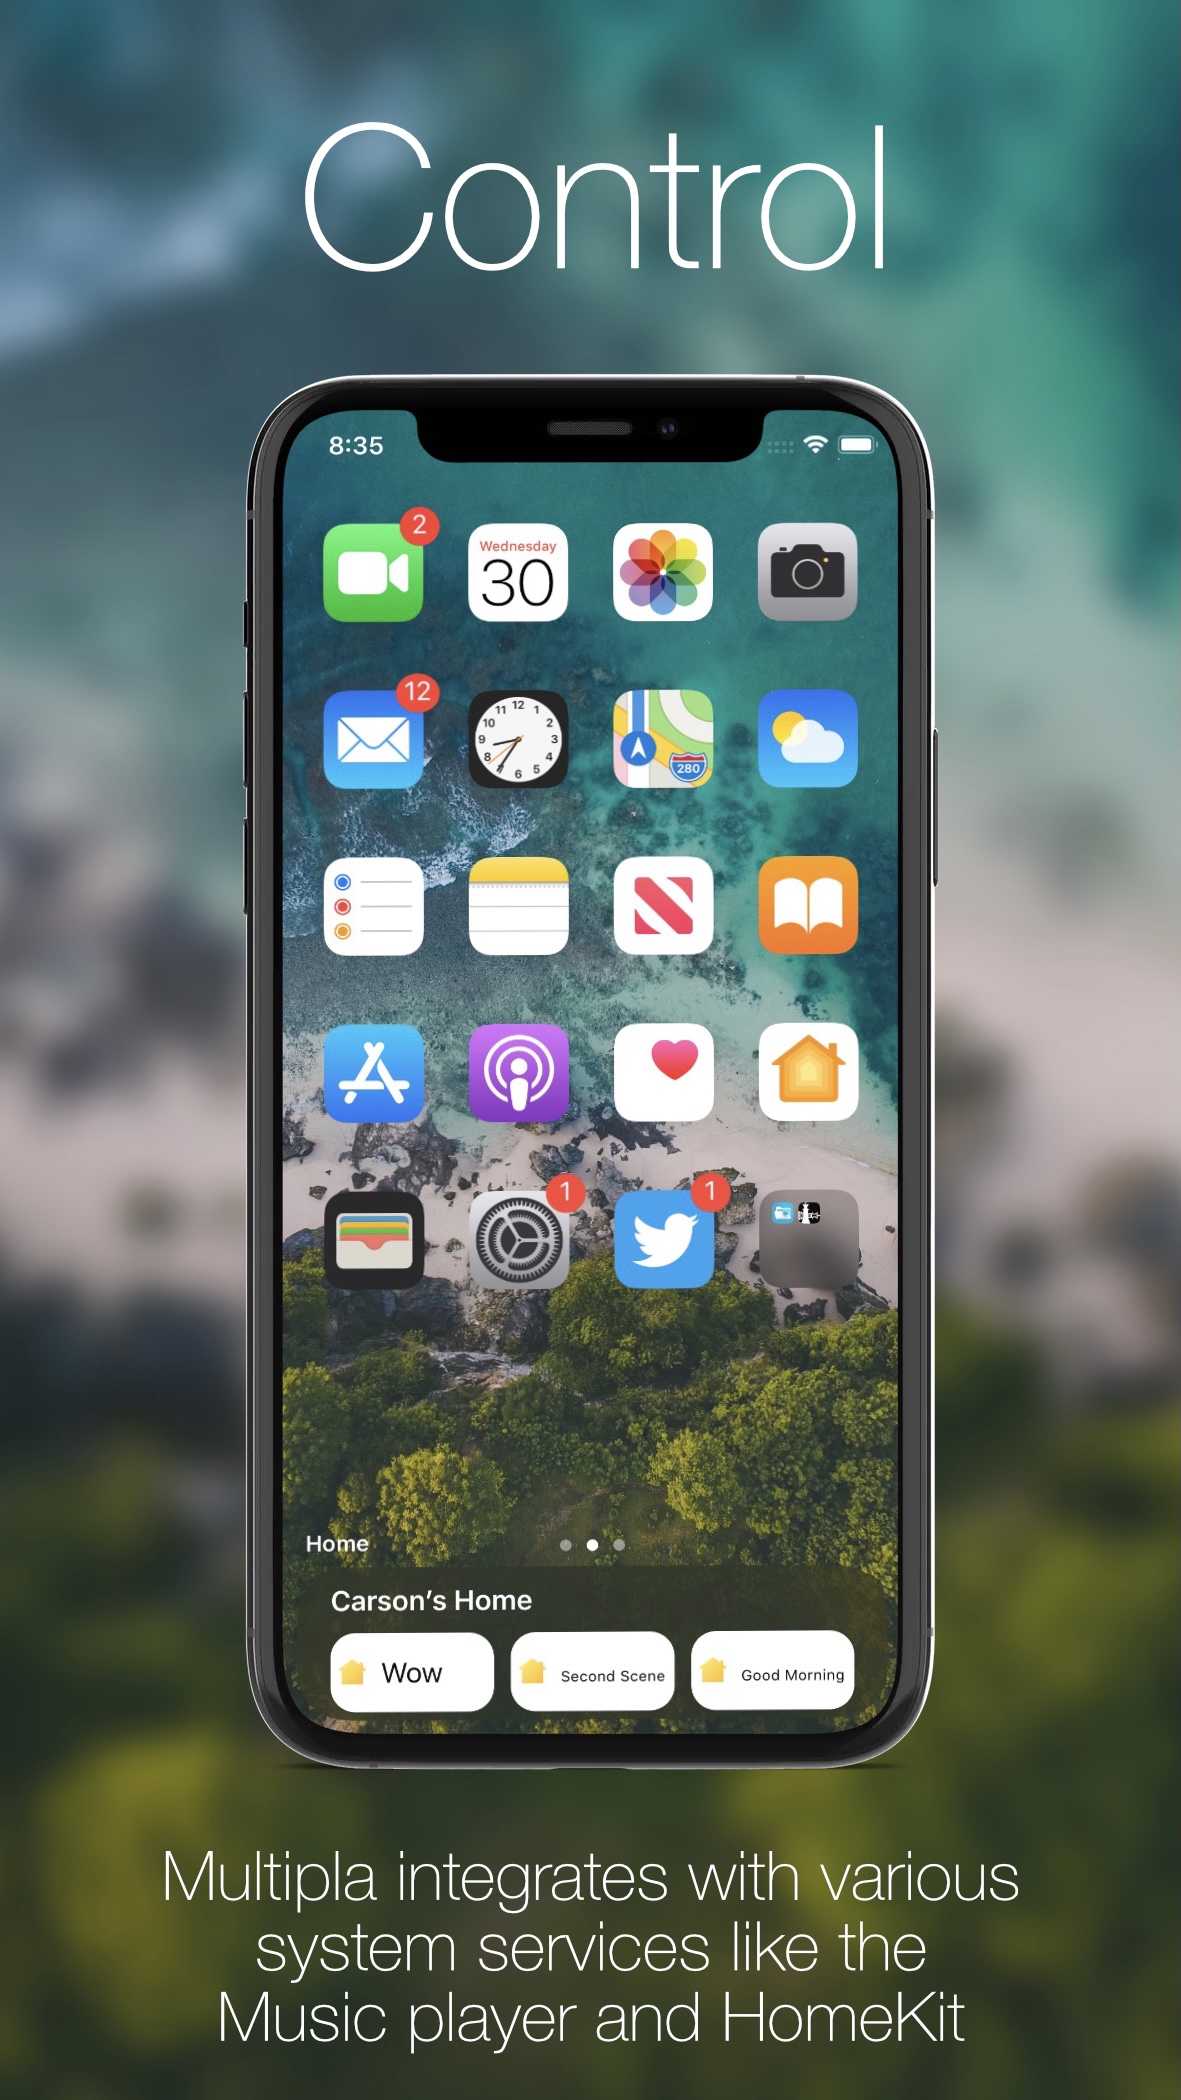 Control
8:35
2
Wednesday
30
12
11 12 1
10 2
9 3
8 4
7 6 5
280
1
1
Home
Carson's Home
Wow
Second Scene
Good Morning
Multipla integrates with various
system services like the
Music player and HomeKit